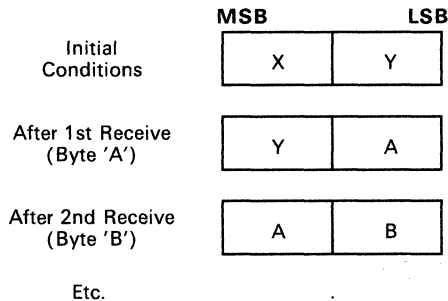 MSB LSB
Initial
Conditions
X Y
After 1st Receive
(Byte 'A')
Y A
After 2nd Receive
(Byte 'B')
A B
Etc.